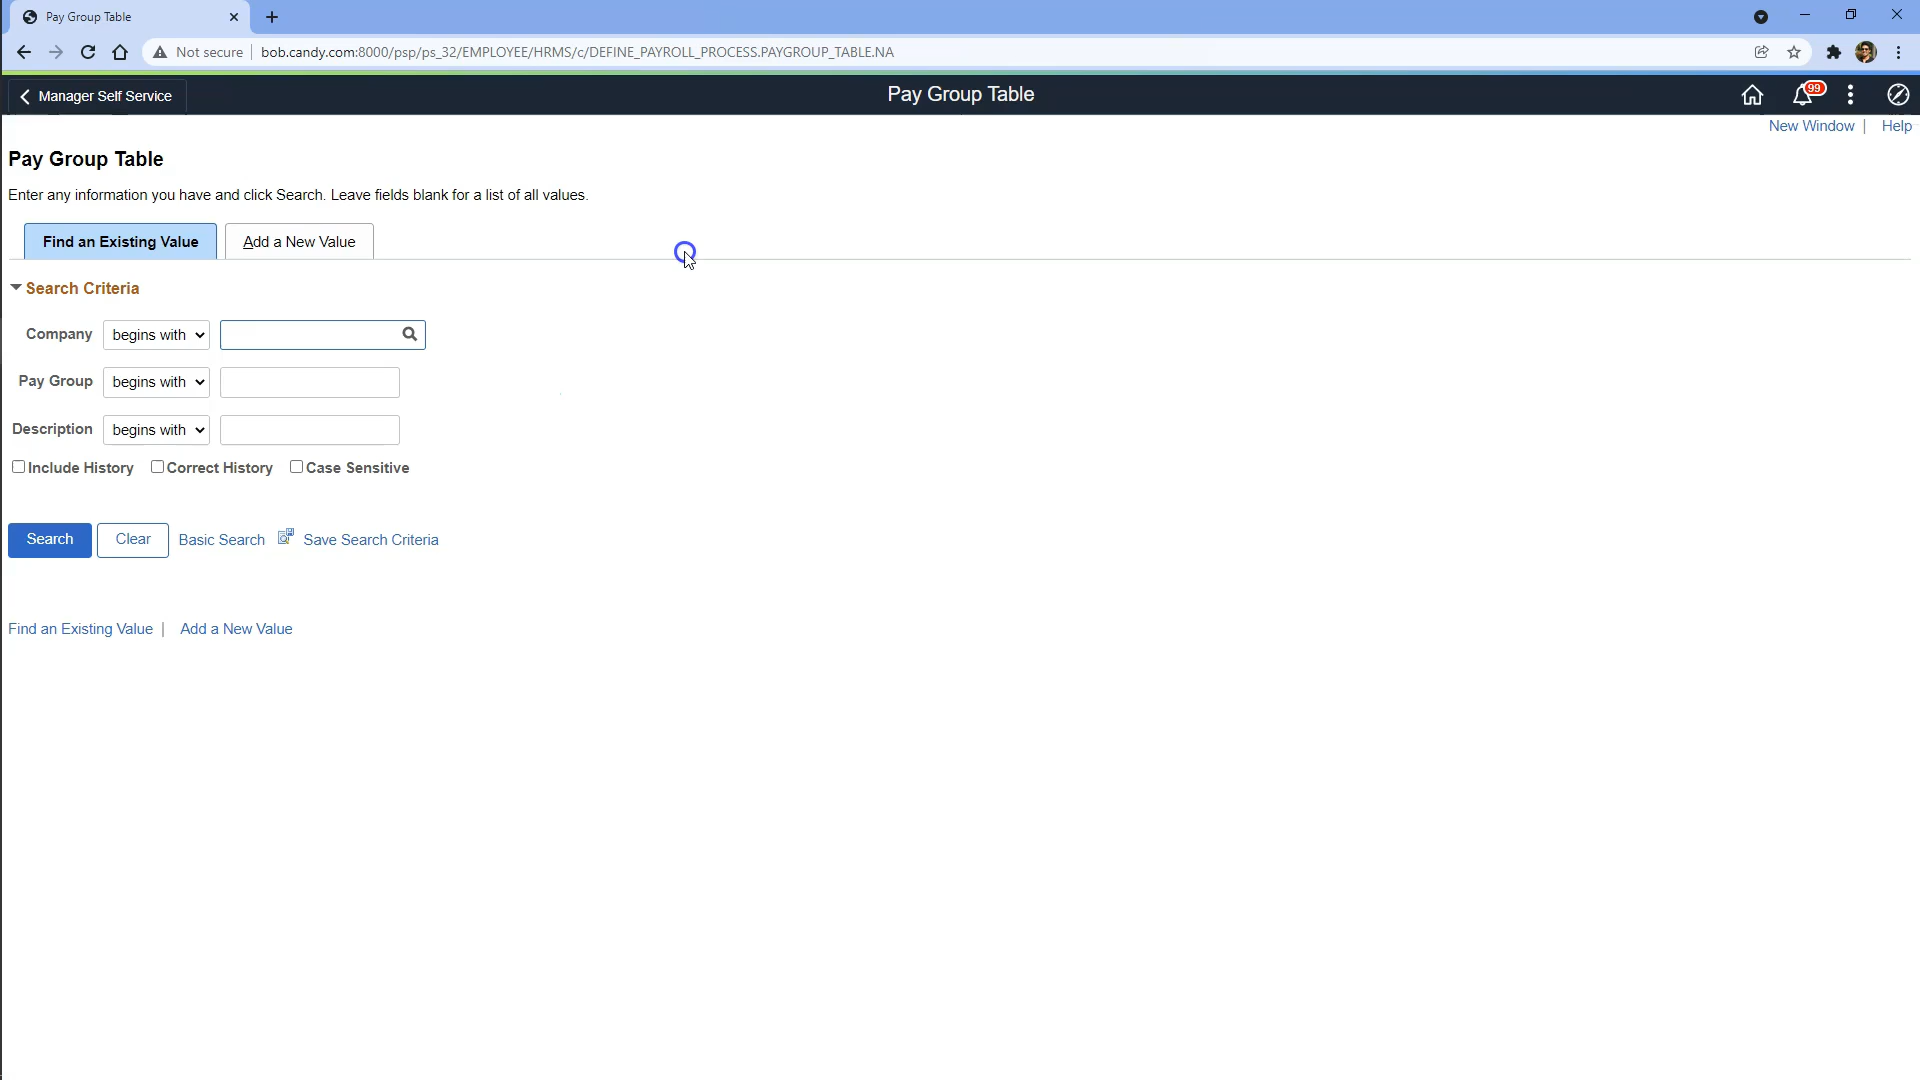 Pay Group Table
Not secure | bob.candy.com:8000/psp/ps_32/EMPLOYEE/HRMS/c/DEFINE_PAYROLL_PROCESS.PAYGROUP_TABLE.NA
Manager Self Service
Pay Group Table
99
New Window | Help
Pay Group Table
Enter any information you have and click Search. Leave fields blank for a list of all values.
Find an Existing Value
Add a New Value
Search Criteria
Company begins with
Pay Group begins with
Description begins with
Include History Correct History Case Sensitive
Search Clear Basic Search Save Search Criteria
Find an Existing Value | Add a New Value